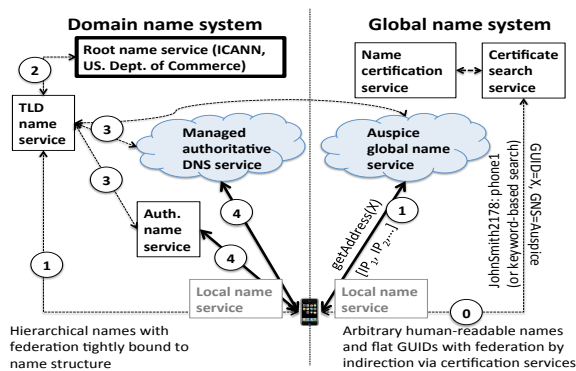 Domain name system
Global name system
Root name service (ICANN,
US. Dept. of Commerce)
Name
certification
service
Certificate
search
service
2
TLD
name
service
3
Managed
authoritative
DNS service
Auspice
global name
service
3
Auth.
name
service
4
4
1
getAddress(X)
[IP1, IP2,...]
1
JohnSmith2178: phone1
(or keyword-based search)
GUID=X, GNS=Auspice
Local name
service
Local name
service
0
Hierarchical names with
federation tightly bound to
name structure
Arbitrary human-readable names
and flat GUIDs with federation by
indirection via certification services